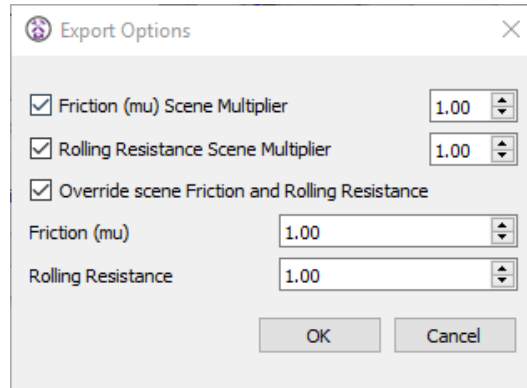 Export Options
Friction (mu) Scene Multiplier 1.00
Rolling Resistance Scene Multiplier 1.00
Override scene Friction and Rolling Resistance
Friction (mu) 1.00
Rolling Resistance 1.00
OK Cancel